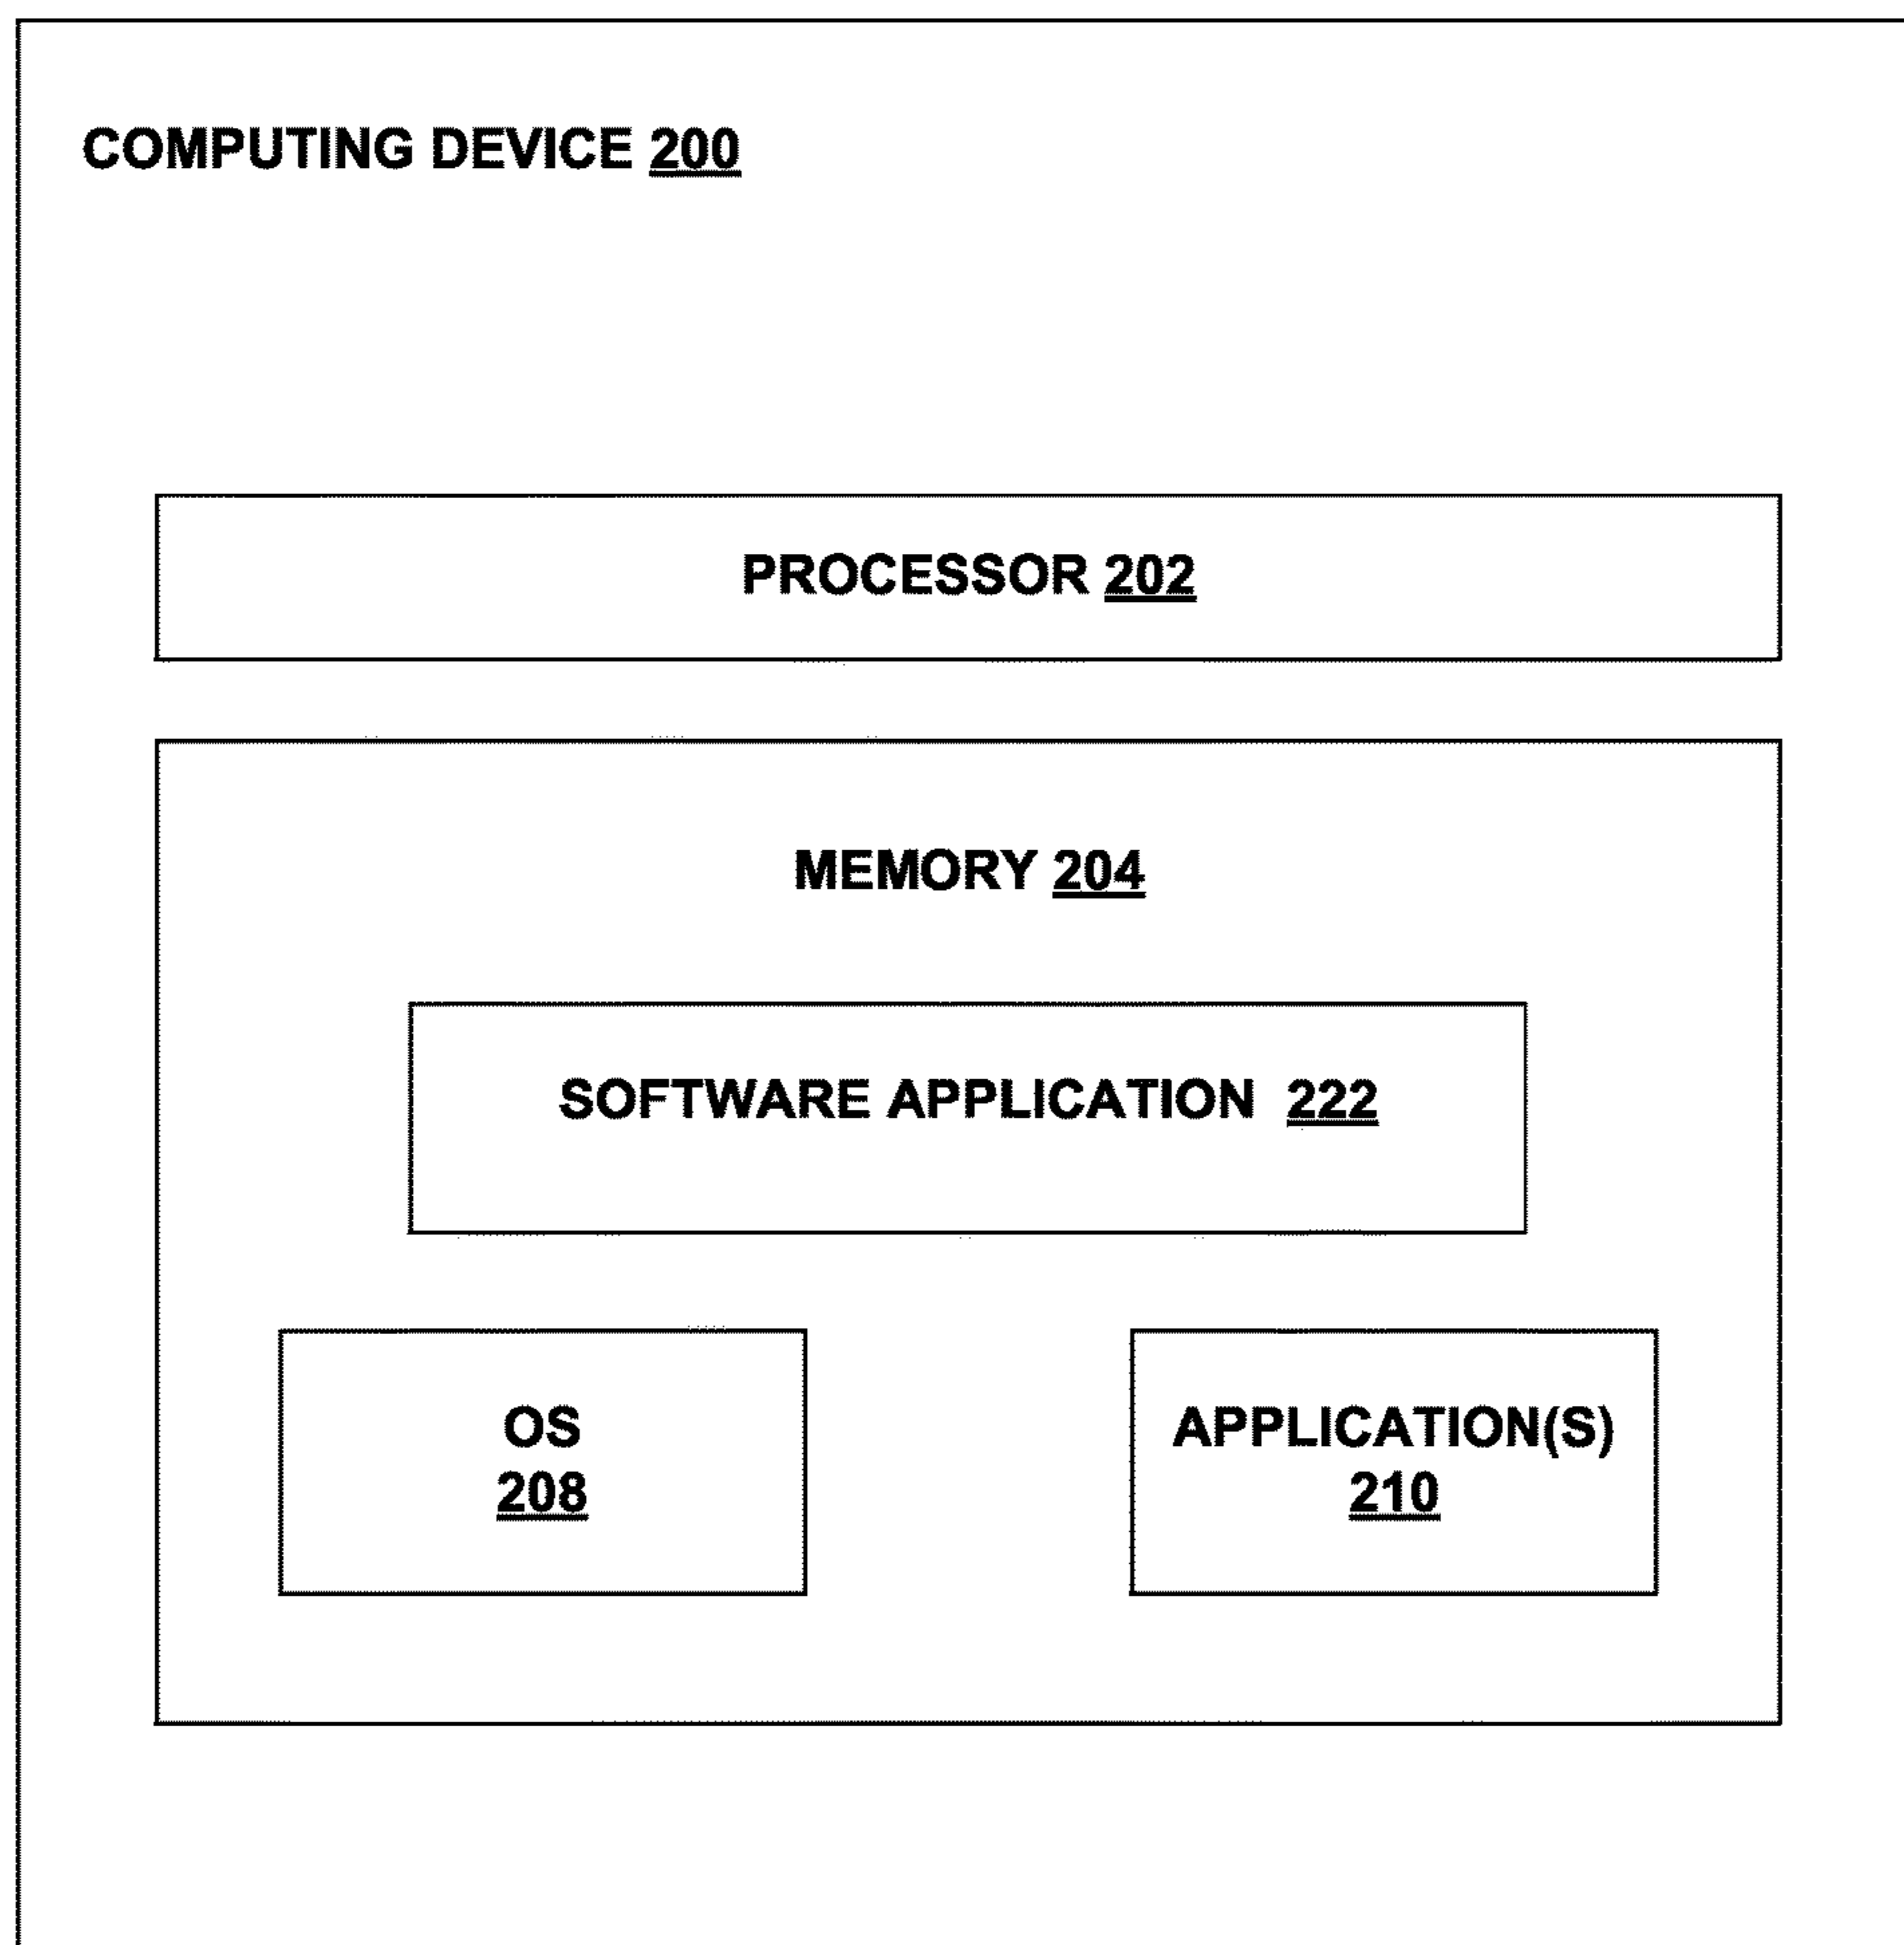 COMPUTING DEVICE 200
PROCESSOR 202
MEMORY 204
SOFTWARE APPLICATION 222
OS
208
APPLICATION(S)
210